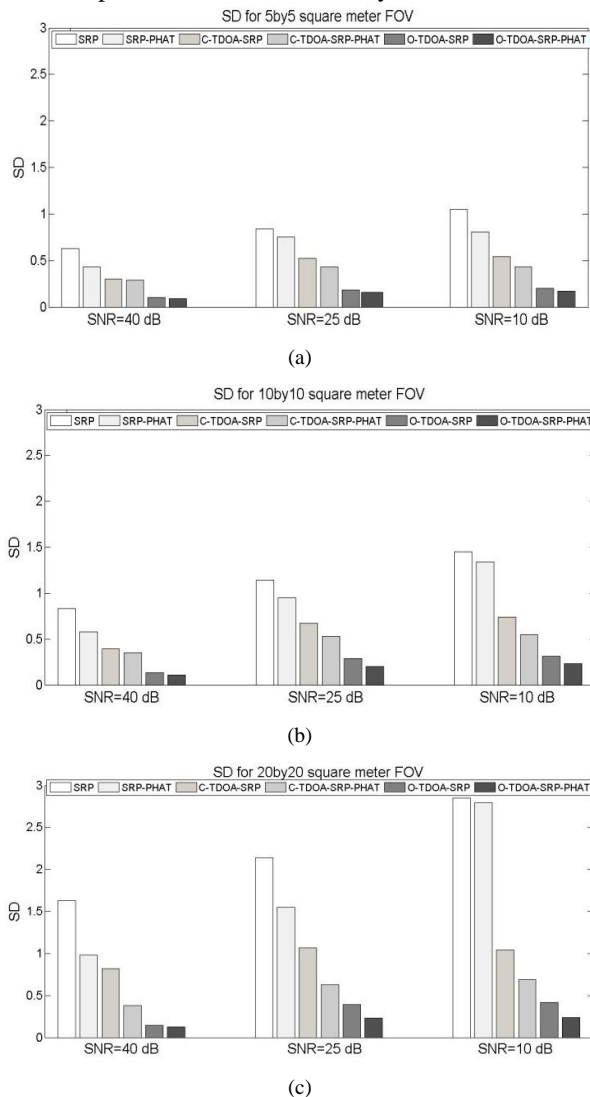 SD for 5by5 square meter FOV
3
SRP SRP-PHAT C-TDOA-SRP C-TDOA-SRP-PHAT O-TDOA-SRP O-TDOA-SRP-PHAT
2.5
2
1.5
SD
1
0.5
0
SNR=40 dB SNR=25 dB SNR=10 dB
(a)
SD for 10by10 square meter FOV
3
SRP SRP-PHAT C-TDOA-SRP C-TDOA-SRP-PHAT O-TDOA-SRP O-TDOA-SRP-PHAT
2.5
2
1.5
SD
1
0.5
0
SNR=40 dB SNR=25 dB SNR=10 dB
(b)
SD for 20by20 square meter FOV
3
SRP SRP-PHAT C-TDOA-SRP C-TDOA-SRP-PHAT O-TDOA-SRP O-TDOA-SRP-PHAT
2.5
2
1.5
SD
1
0.5
0
SNR=40 dB SNR=25 dB SNR=10 dB
(c)